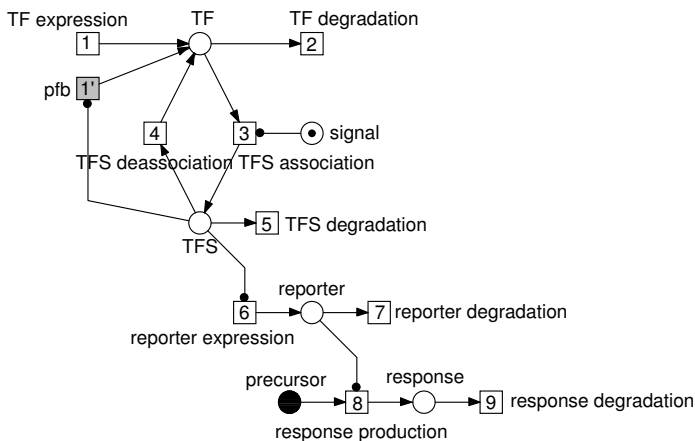 TF expression
TF
TF degradation
1
2
pfb
1'
4
3
signal
TFS deassociation
TFS association
5
TFS degradation
TFS
reporter
6
7
reporter degradation
reporter expression
precursor
response
8
9
response degradation
response production